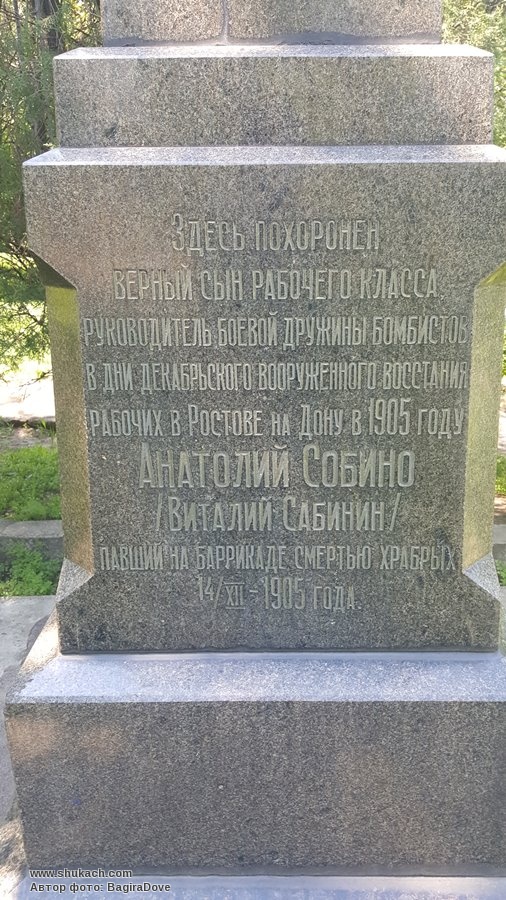 Здесь похоронен
верный сын рабочего класса,
руководитель боевой дружины бомбистов
в дни декабрьского вооруженного восстания
рабочих в Ростове на Дону в 1905 году
Анатолий Собино
/Виталий Сабинин/
павший на баррикаде смертью храбрых
14/XII-1905 года.
www.shukach.com
Автор фото: BagiraDove